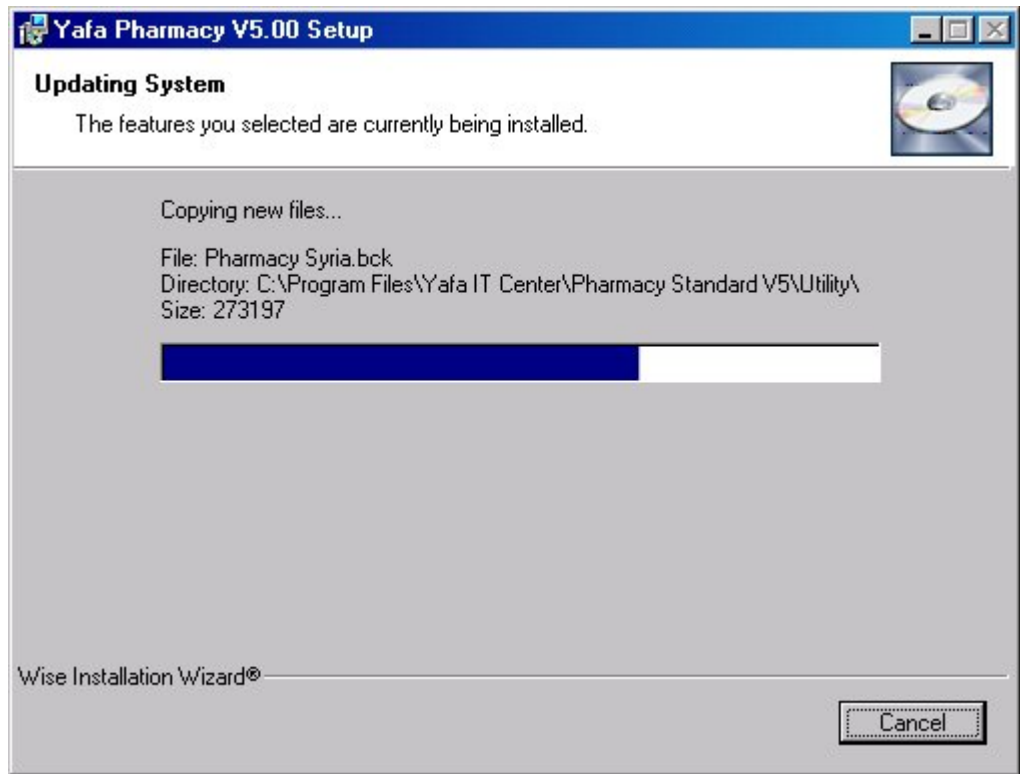 Yafa Pharmacy V5.00 Setup
Updating System
The features you selected are currently being installed.
Copying new files...
File: Pharmacy Syria.bck
Directory: C:\Program Files\Yafa IT Center\Pharmacy Standard V5\Utility\
Size: 273197
Wise Installation Wizard®
Cancel